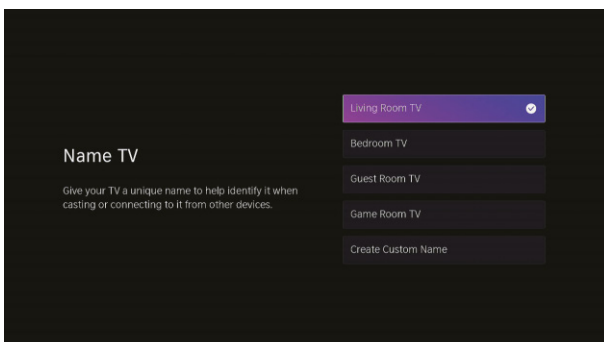 Name TV
Give your TV a unique name to help identify it when
casting or connecting to it from other devices.
Living Room TV
Bedroom TV
Guest Room TV
Game Room TV
Create Custom Name